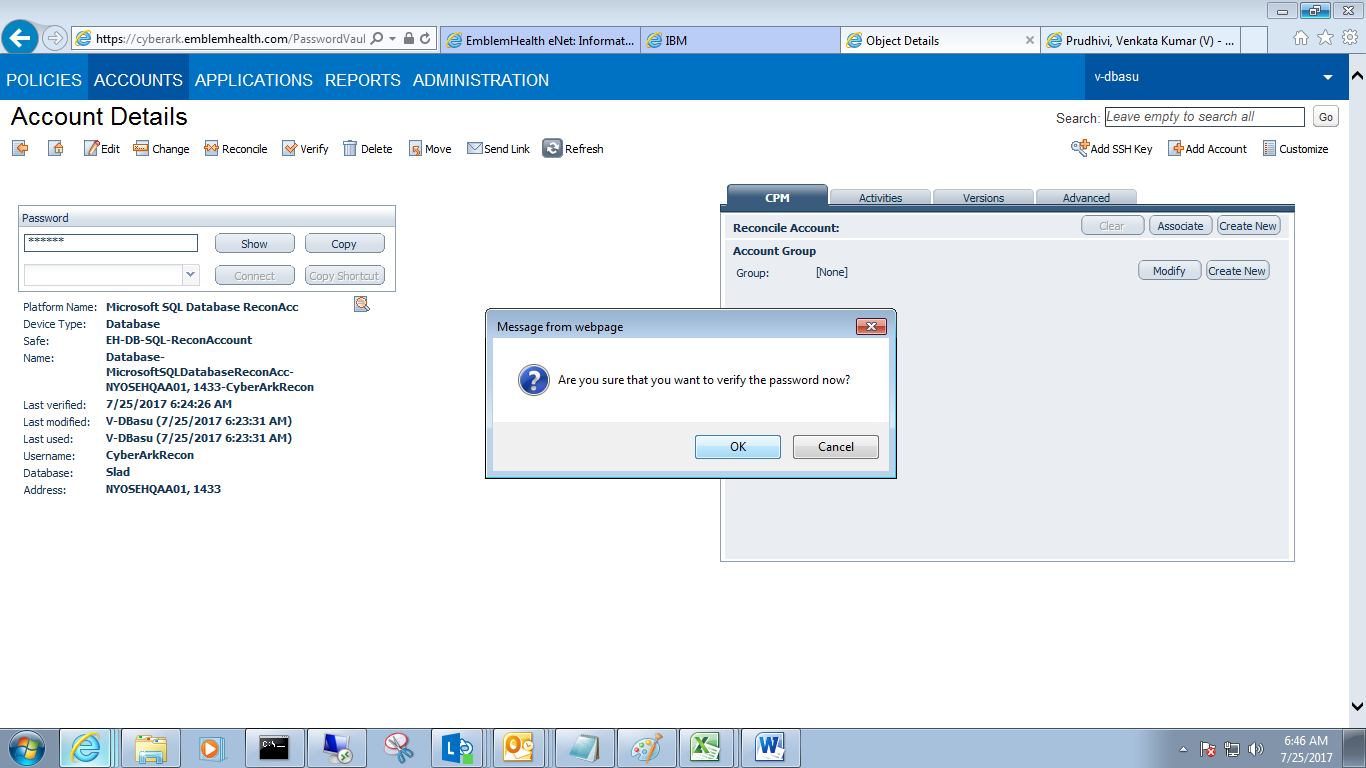 https://cyberark.emblemhealth.com/PasswordVaul
EmblemHealth eNet: Informat...
IBM
Object Details
Prudhivi, Venkata Kumar (V) - ...
POLICIES ACCOUNTS APPLICATIONS REPORTS ADMINISTRATION
v-dbasu
Account Details
Search: Leave empty to search all Go
Edit Change Reconcile Verify Delete Move Send Link Refresh
Add SSH Key Add Account Customize
Password
****** Show Copy
Connect Copy Shortcut
Platform Name: Microsoft SQL Database ReconAcc
Device Type: Database
Safe: EH-DB-SQL-ReconAccount
Name: Database-
MicrosoftSQLDatabaseReconAcc-
NYOSEHQAA01, 1433-CyberArkRecon
Last verified: 7/25/2017 6:24:26 AM
Last modified: V-DBasu (7/25/2017 6:23:31 AM)
Last used: V-DBasu (7/25/2017 6:23:31 AM)
Username: CyberArkRecon
Database: Slad
Address: NYOSEHQAA01, 1433
CPM Activities Versions Advanced
Reconcile Account: Clear Associate Create New
Account Group
Group: [None] Modify Create New
Message from webpage
Are you sure that you want to verify the password now?
OK Cancel
6:46 AM
7/25/2017